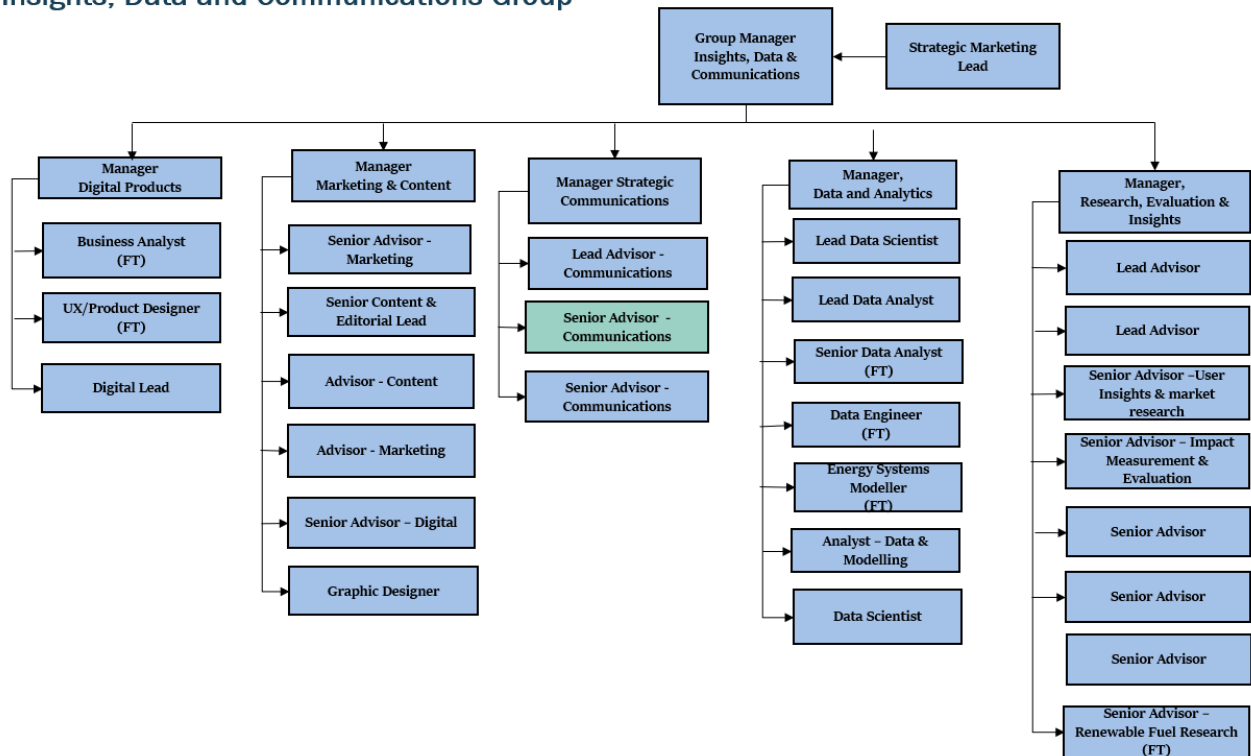 Insights, Data and Communications Group
Group Manager
Insights, Data &
Communications
Strategic Marketing
Lead
Manager
Digital Products
Business Analyst
(FT)
UX/Product Designer
(FT)
Digital Lead
Manager
Marketing & Content
Senior Advisor -
Marketing
Senior Content &
Editorial Lead
Advisor - Content
Advisor - Marketing
Senior Advisor – Digital
Graphic Designer
Manager Strategic
Communications
Lead Advisor -
Communications
Senior Advisor -
Communications
Senior Advisor -
Communications
Manager,
Data and Analytics
Lead Data Scientist
Lead Data Analyst
Senior Data Analyst
(FT)
Data Engineer
(FT)
Energy Systems
Modeller
(FT)
Analyst – Data &
Modelling
Data Scientist
Manager,
Research, Evaluation &
Insights
Lead Advisor
Lead Advisor
Senior Advisor –User
Insights & market
research
Senior Advisor – Impact
Measurement &
Evaluation
Senior Advisor
Senior Advisor
Senior Advisor
Senior Advisor –
Renewable Fuel Research
(FT)